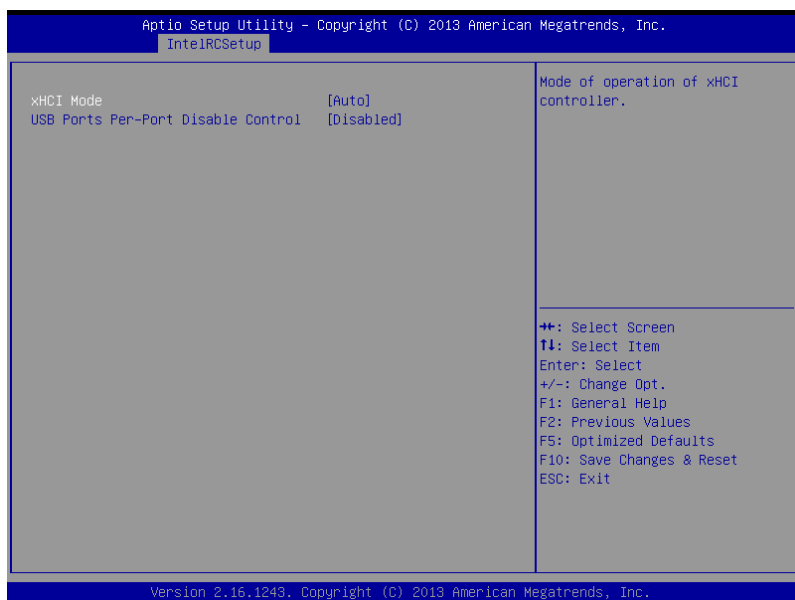 Aptio Setup Utility – Copyright (C) 2013 American Megatrends, Inc.
IntelRCSetup
xHCI Mode [Auto]
USB Ports Per-Port Disable Control [Disabled]
Mode of operation of xHCI
controller.
→←: Select Screen
↑↓: Select Item
Enter: Select
+/-: Change Opt.
F1: General Help
F2: Previous Values
F5: Optimized Defaults
F10: Save Changes & Reset
ESC: Exit
Version 2.16.1243. Copyright (C) 2013 American Megatrends, Inc.